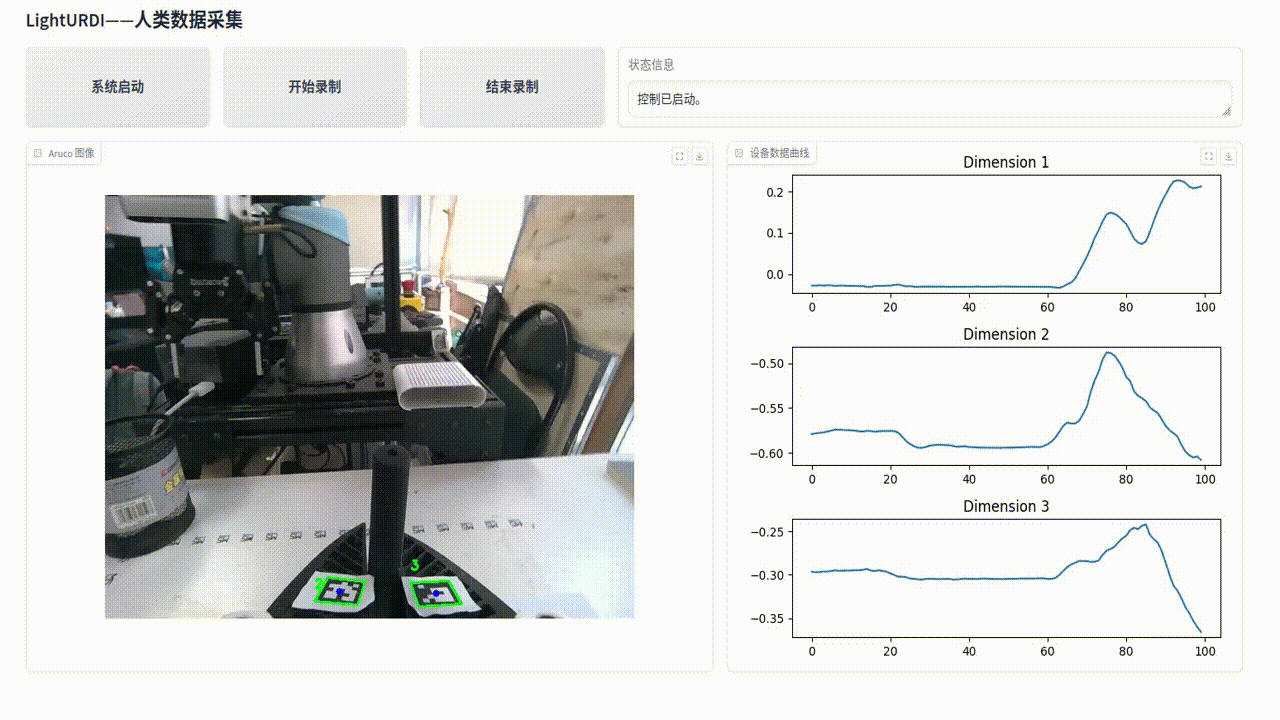 LightURDI——人类数据采集
系统启动
开始录制
结束录制
状态信息
控制已启动。
Aruco 图像
2
3
设备数据曲线
Dimension 1
0.2
0.1
0.0
0 20 40 60 80 100
Dimension 2
−0.50
−0.55
−0.60
0 20 40 60 80 100
Dimension 3
−0.25
−0.30
−0.35
0 20 40 60 80 100